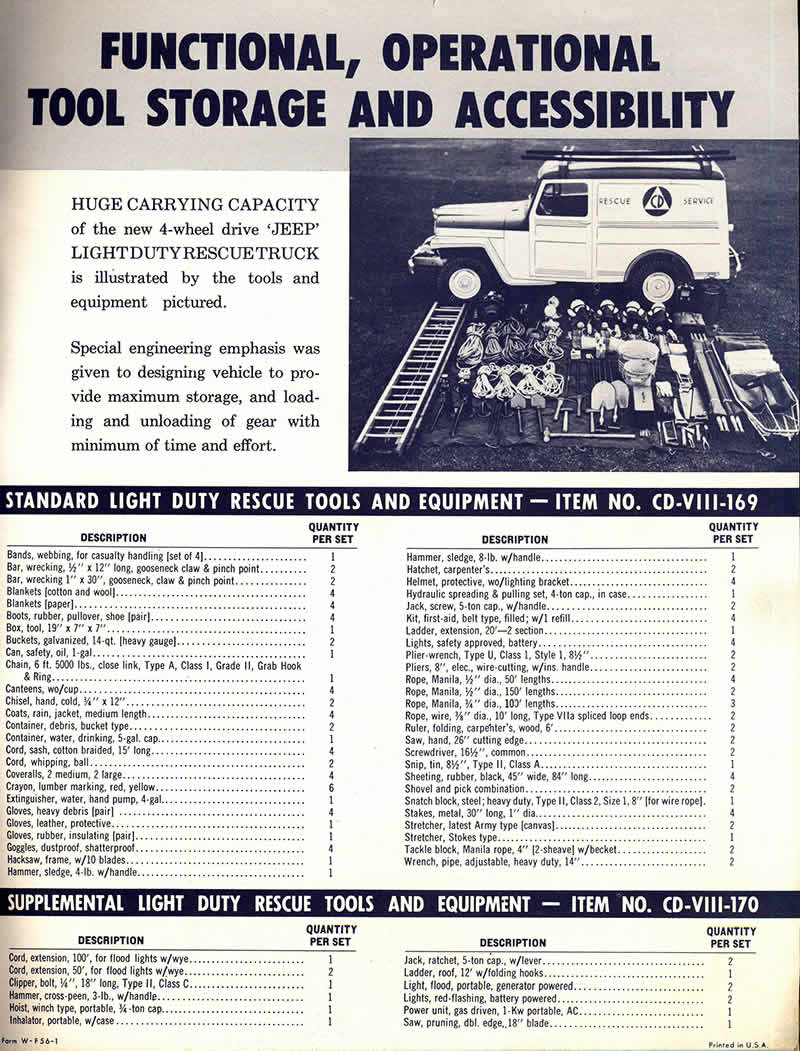 FUNCTIONAL, OPERATIONAL
TOOL STORAGE AND ACCESSIBILITY
HUGE CARRYING CAPACITY
of the new 4-wheel drive ‘JEEP’
LIGHT DUTY RESCUE TRUCK
is illustrated by the tools and
equipment pictured.
Special engineering emphasis was
given to designing vehicle to pro-
vide maximum storage, and load-
ing and unloading of gear with
minimum of time and effort.
RESCUE CD SERVICE
STANDARD LIGHT DUTY RESCUE TOOLS AND EQUIPMENT — ITEM NO. CD-VIII-169
DESCRIPTION QUANTITY PER SET
Bands, webbing, for casualty handling [set of 4] 1
Bar, wrecking, ½″ x 12″ long, gooseneck claw & pinch point 2
Bar, wrecking 1″ x 30″, gooseneck, claw & pinch point 2
Blankets [cotton and wool] 4
Blankets [paper] 4
Boots, rubber, pullover, shoe [pair] 4
Box, tool, 19″ x 7″ x 7″ 1
Buckets, galvanized, 14-qt. [heavy gauge] 2
Can, safety, oil, 1-gal 1
Chain, 6 ft. 5000 lbs., close link, Type A, Class I, Grade II, Grab Hook
& Ring 1
Canteens, wo/cup 4
Chisel, hand, cold, ¾″ x 12″ 2
Coats, rain, jacket, medium length 4
Container, debris, bucket type 2
Container, water, drinking, 5-gal. cap. 1
Cord, sash, cotton braided, 15′ long 4
Cord, whipping, ball 2
Coveralls, 2 medium, 2 large 4
Crayon, lumber marking, red, yellow 6
Extinguisher, water, hand pump, 4-gal. 1
Gloves, heavy debris [pair] 4
Gloves, leather, protective 1
Gloves, rubber, insulating [pair] 1
Goggles, dustproof, shatterproof 4
Hacksaw, frame, w/10 blades 1
Hammer, sledge, 4-lb. w/handle 1
DESCRIPTION QUANTITY PER SET
Hammer, sledge, 8-lb. w/handle 1
Hatchet, carpenter's 2
Helmet, protective, wo/lighting bracket 4
Hydraulic spreading & pulling set, 4-ton cap., in case 1
Jack, screw, 5-ton cap., w/handle 2
Kit, first-aid, belt type, filled; w/1 refill 4
Ladder, extension, 20′—2 section 1
Lights, safety approved, battery 4
Plier-wrench, Type U, Class 1, Style 1, 8½″ 2
Pliers, 8″, elec., wire-cutting, w/ins. handle 2
Rope, Manila, ½″ dia., 50′ lengths 4
Rope, Manila, ½″ dia., 150′ lengths 2
Rope, Manila, ¾″ dia., 100′ lengths 3
Rope, wire, ⅜″ dia., 10′ long, Type VIIa spliced loop ends 2
Ruler, folding, carpenter's, wood, 6′ 2
Saw, hand, 26″ cutting edge 2
Screwdriver, 16½″, common 2
Snip, tin, 8½″, Type II, Class A 1
Sheeting, rubber, black, 45″ wide, 84″ long 4
Shovel and pick combination 2
Snatch block, steel; heavy duty, Type II, Class 2, Size 1, 8″ [for wire rope]. 1
Stakes, metal, 30″ long, 1″ dia. 4
Stretcher, latest Army type [canvas] 2
Stretcher, Stokes type 1
Tackle block, Manila rope, 4″ [2-sheave] w/becket 2
Wrench, pipe, adjustable, heavy duty, 14″ 2
SUPPLEMENTAL LIGHT DUTY RESCUE TOOLS AND EQUIPMENT — ITEM NO. CD-VIII-170
DESCRIPTION QUANTITY PER SET
Cord, extension, 100′, for flood lights w/wye 1
Cord, extension, 50′, for flood lights w/wye 2
Clipper, bolt, ¼″, 18″ long, Type II, Class C 1
Hammer, cross-peen, 3-lb., w/handle 1
Hoist, winch type, portable, ¾-ton cap. 1
Inhalator, portable, w/case 1
DESCRIPTION QUANTITY PER SET
Jack, ratchet, 5-ton cap., w/lever 2
Ladder, roof, 12′ w/folding hooks 1
Light, flood, portable, generator powered 2
Lights, red-flashing, battery powered 2
Power unit, gas driven, 1-Kw portable, AC 1
Saw, pruning, dbl. edge, 18″ blade 1
Form W-F56-1
Printed in U.S.A.